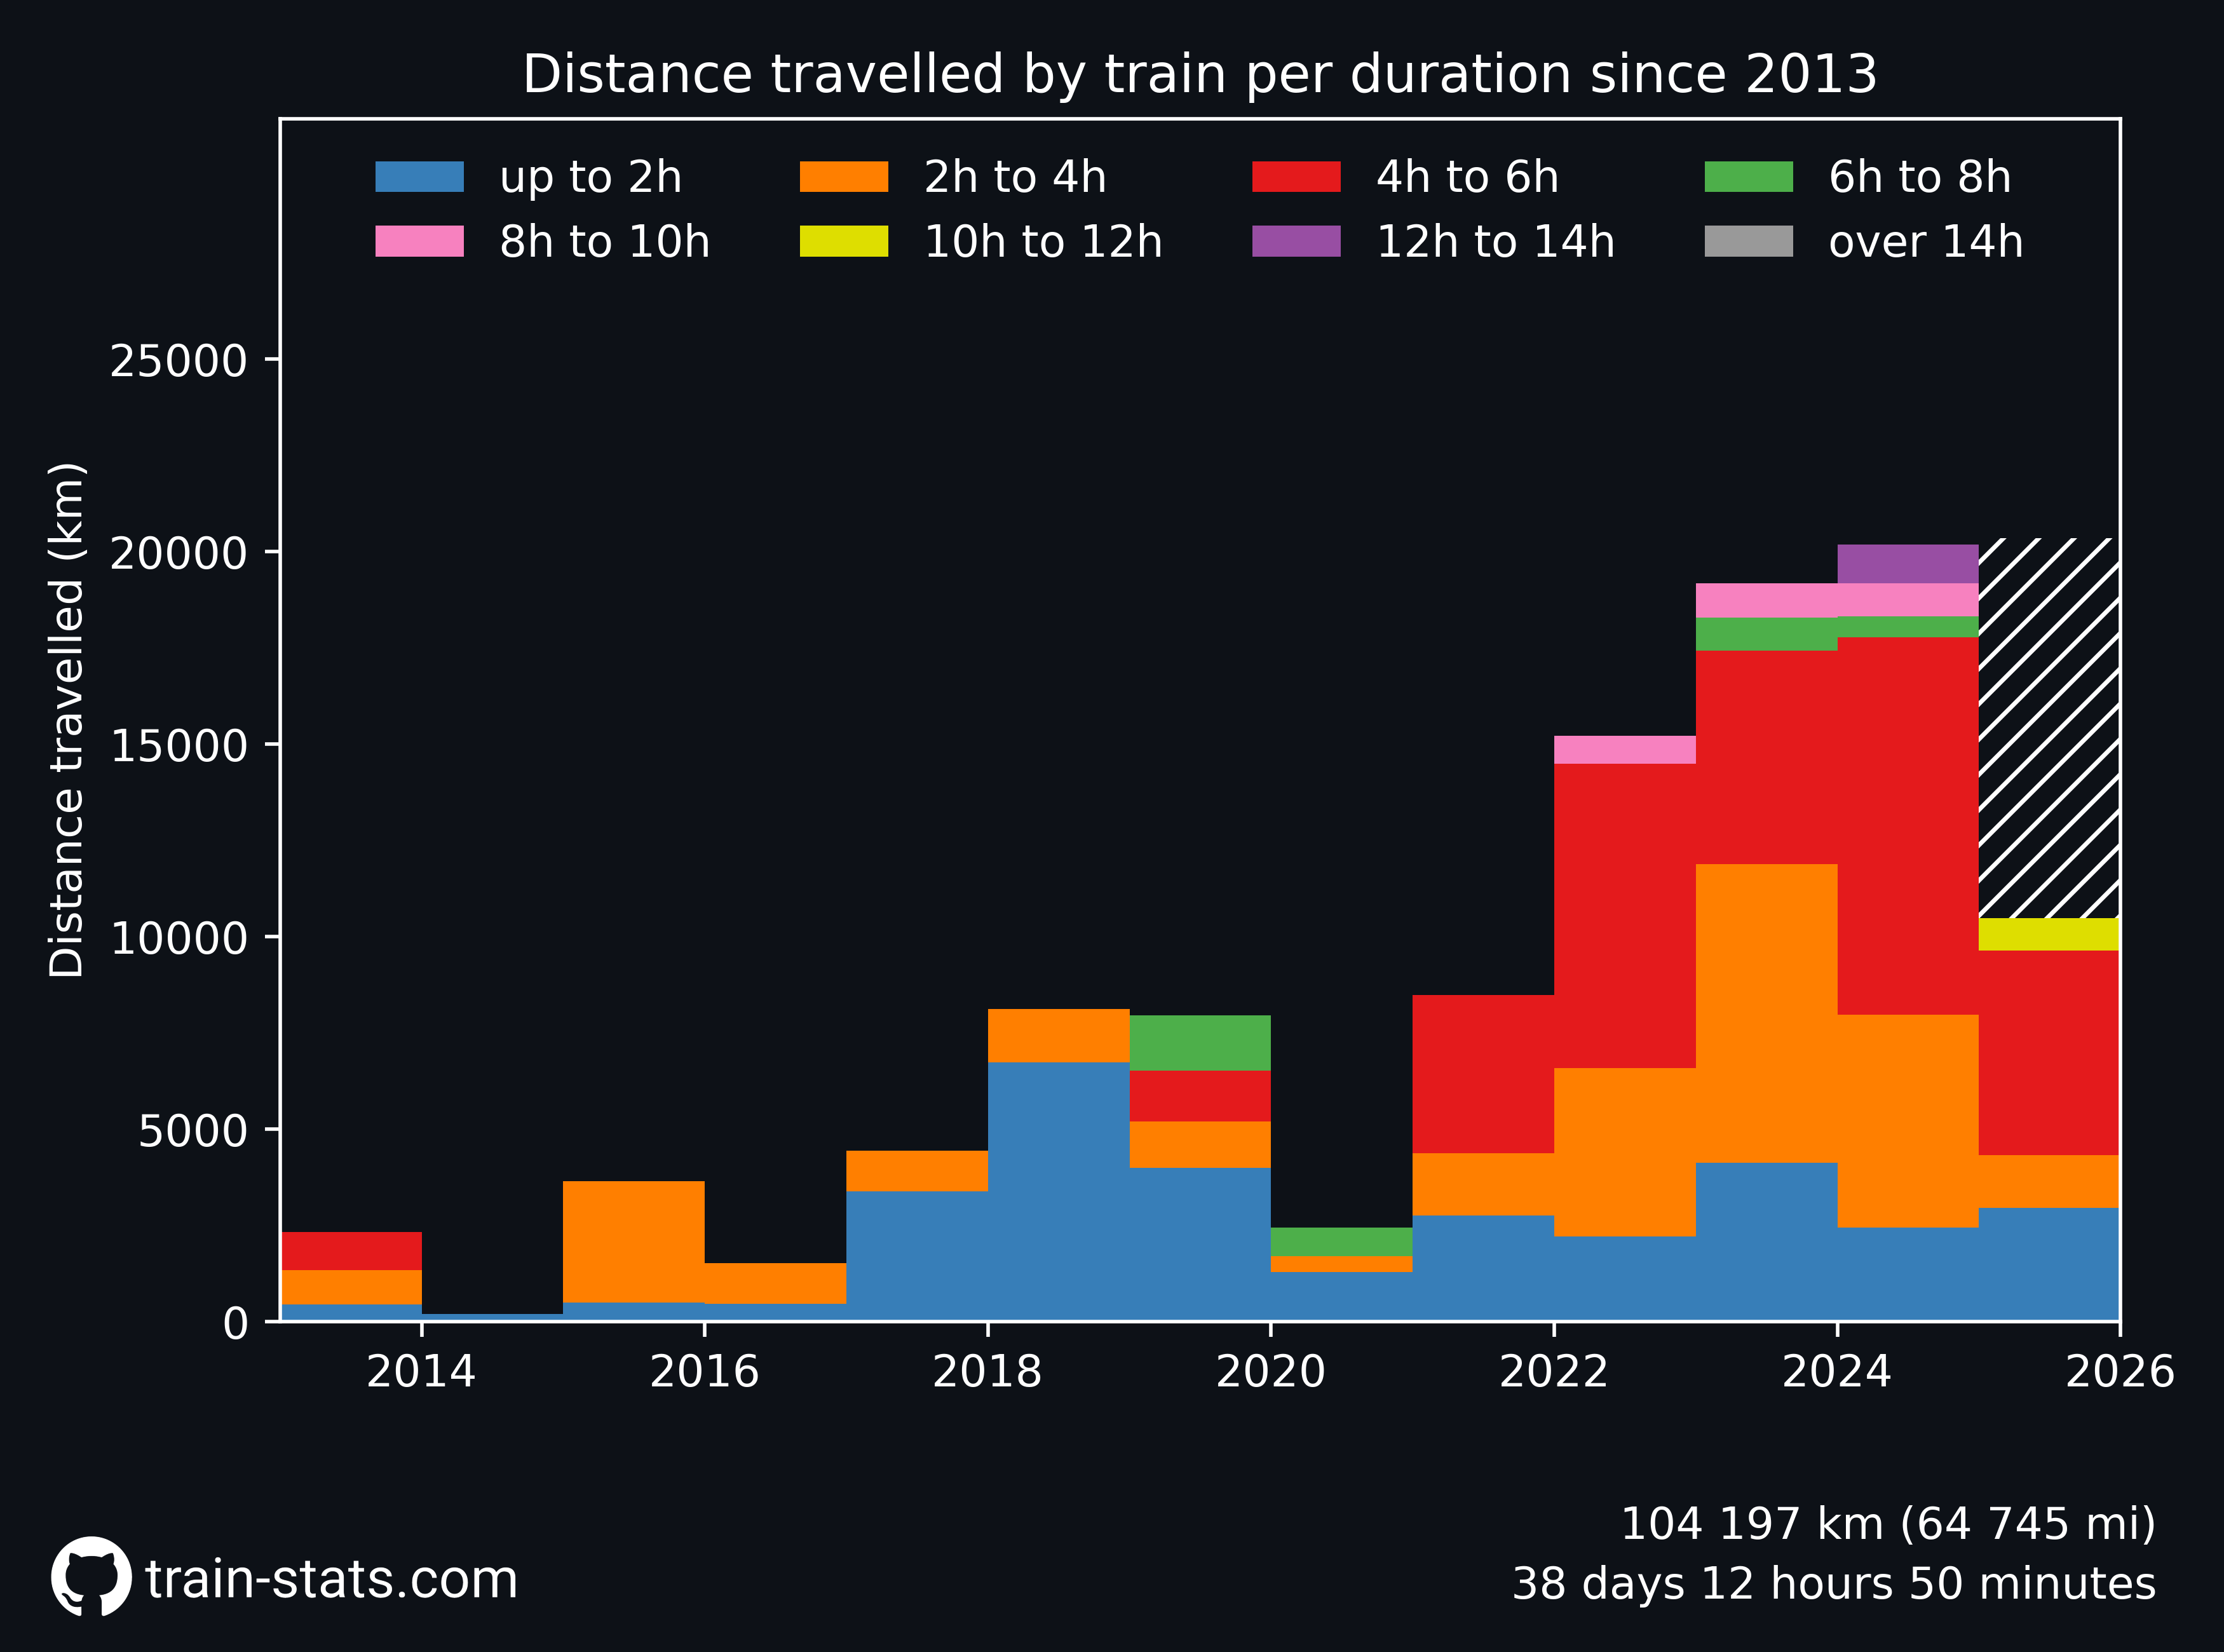 Distance travelled by train per duration since 2013
up to 2h 2h to 4h 4h to 6h 6h to 8h
8h to 10h 10h to 12h 12h to 14h over 14h
Distance travelled (km)
25000
20000
15000
10000
5000
0
2014 2016 2018 2020 2022 2024 2026
104 197 km (64 745 mi)
train-stats.com
38 days 12 hours 50 minutes